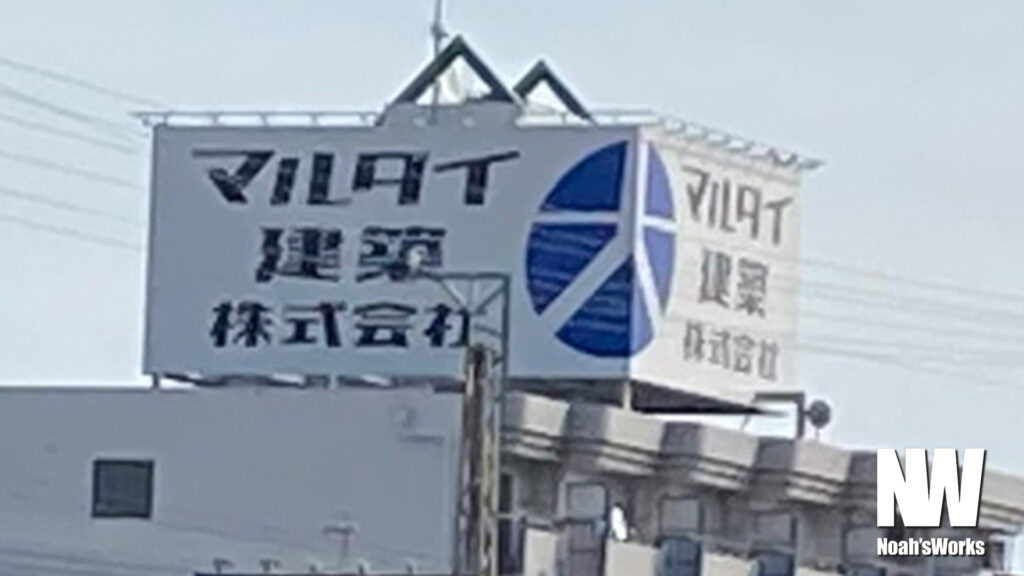 マルタイ
建築
株式会社
マルタイ
建築
株式会社
NW
Noah'sWorks